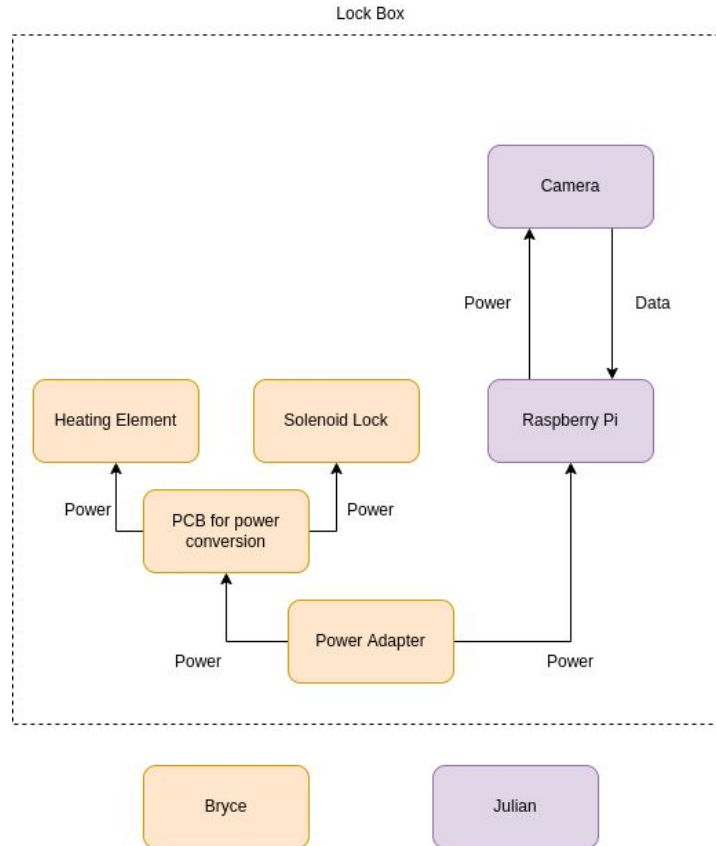 Lock Box
Camera
Power
Data
Heating Element
Solenoid Lock
Raspberry Pi
Power
PCB for power
conversion
Power
Power Adapter
Power
Power
Bryce
Julian